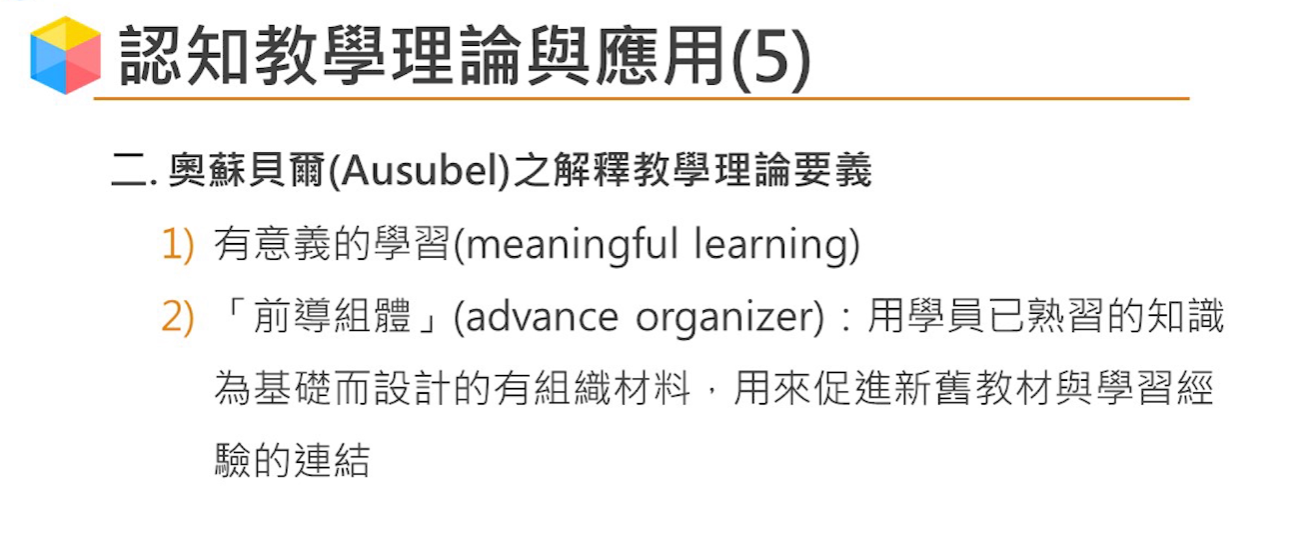 認知教學理論與應用(5)
二. 奧蘇貝爾(Ausubel)之解釋教學理論要義
1) 有意義的學習(meaningful learning)
2) 「前導組體」(advance organizer)：用學員已熟習的知識
為基礎而設計的有組織材料，用來促進新舊教材與學習經
驗的連結